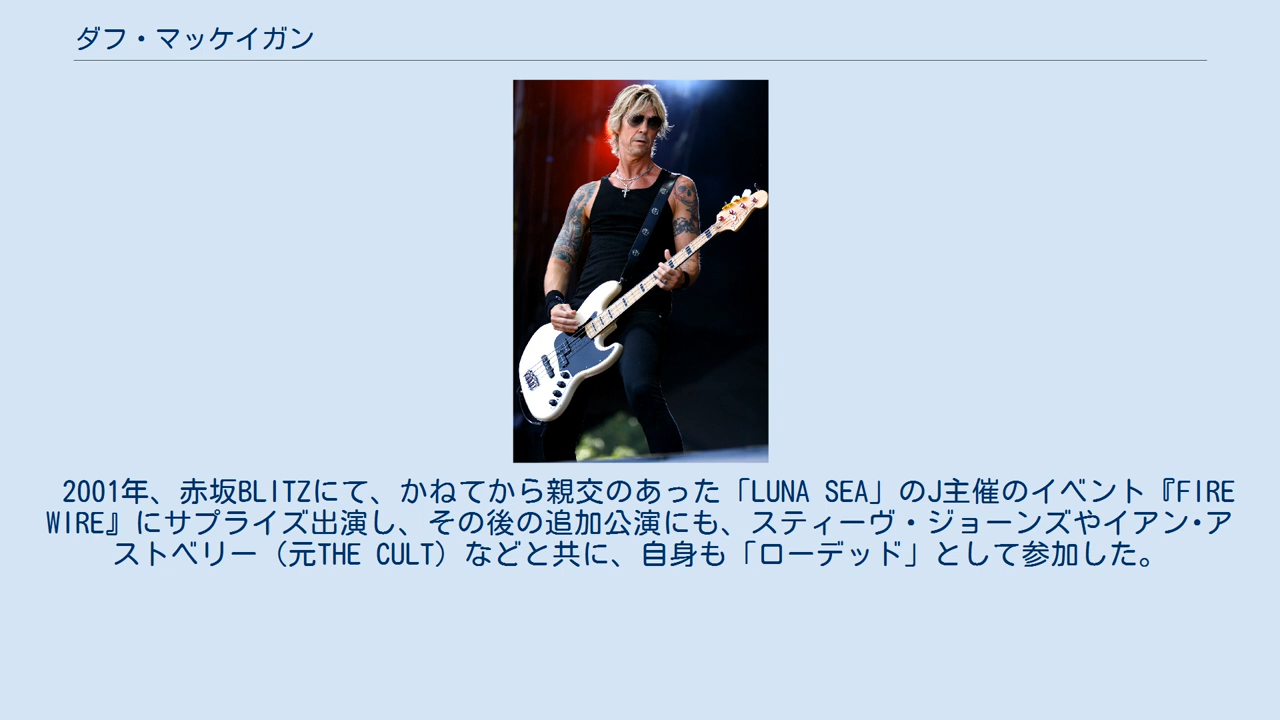 ダフ・マッケイガン
2001年、赤坂BLITZにて、かねてから親交のあった「LUNA SEA」のJ主催のイベント『FIRE
WIRE』にサプライズ出演し、その後の追加公演にも、スティーヴ・ジョーンズやイアン・ア
ストベリー（元THE CULT）などと共に、自身も「ローデッド」として参加した。